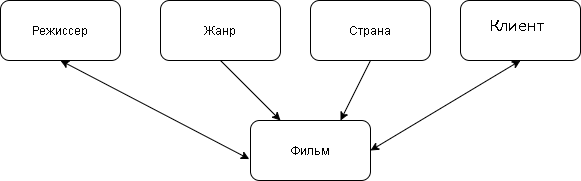 Режиссер
Жанр
Страна
Клиент
Фильм